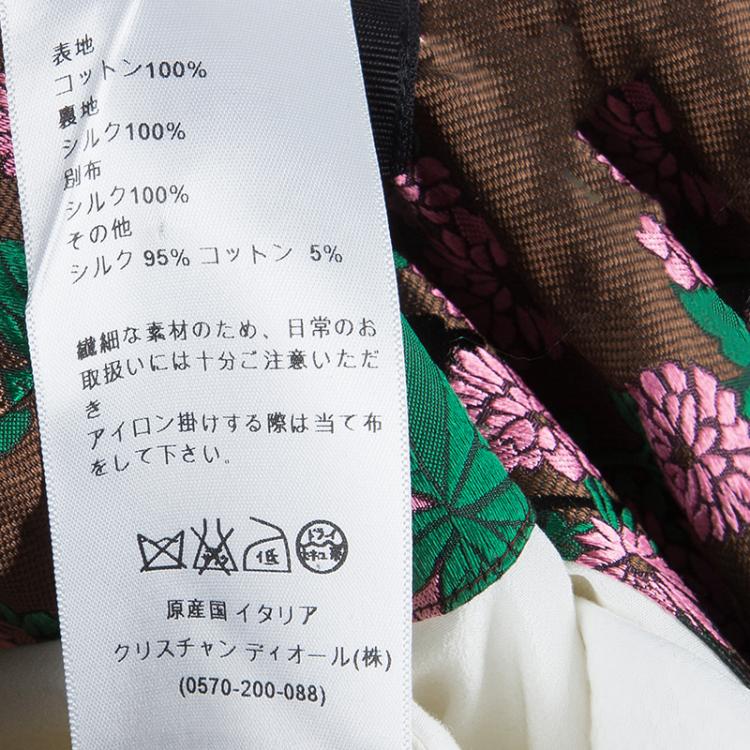 表地
コットン100%
裏地
シルク100%
別布
シルク100%
その他
シルク 95% コットン 5%
繊細な素材のため、日常のお
取扱いには十分ご注意いただ
き
アイロン掛けする際は当て布
をして下さい。
低 ドライ
原産国 イタリア
クリスチャン ディオール(株)
(0570-200-088)